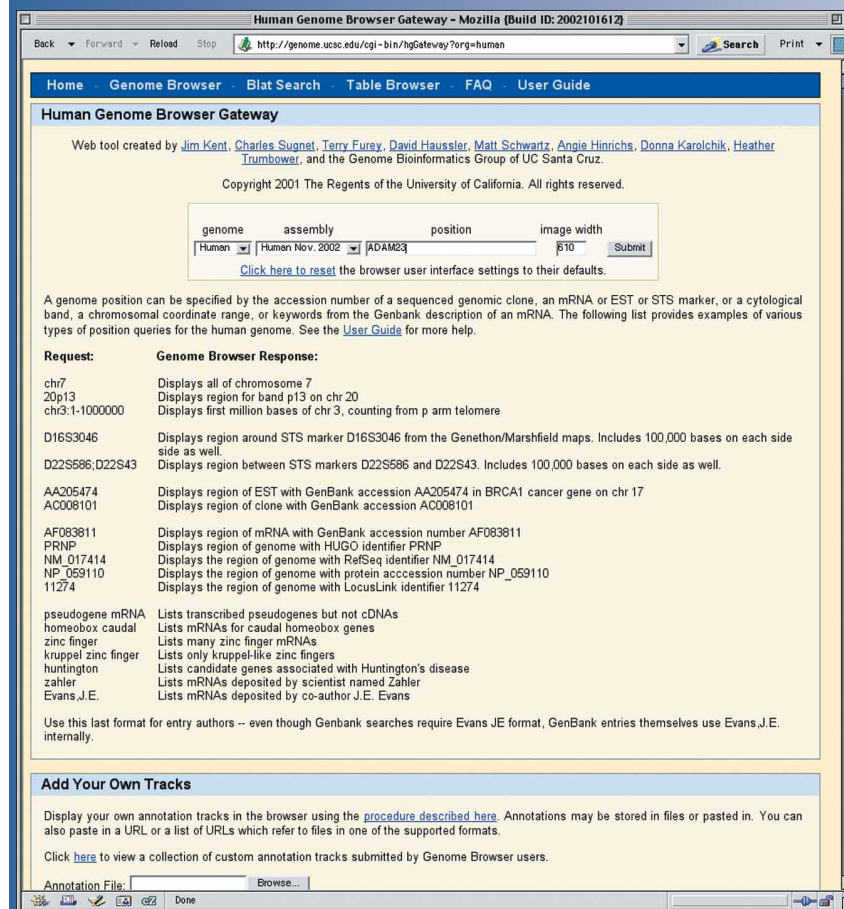 Human Genome Browser Gateway – Mozilla {Build ID: 2002101612}
Back Forward Reload Stop http://genome.ucsc.edu/cgi-bin/hgGateway?org=human Search Print
Home - Genome Browser - Blat Search - Table Browser - FAQ - User Guide
Human Genome Browser Gateway
Web tool created by Jim Kent, Charles Sugnet, Terry Furey, David Haussler, Matt Schwartz, Angie Hinrichs, Donna Karolchik, Heather
Trumbower, and the Genome Bioinformatics Group of UC Santa Cruz.
Copyright 2001 The Regents of the University of California. All rights reserved.
genome assembly position image width
Human Human Nov. 2002 ADAM23 610 Submit
Click here to reset the browser user interface settings to their defaults.
A genome position can be specified by the accession number of a sequenced genomic clone, an mRNA or EST or STS marker, or a cytological
band, a chromosomal coordinate range, or keywords from the Genbank description of an mRNA. The following list provides examples of various
types of position queries for the human genome. See the User Guide for more help.
Request: Genome Browser Response:
chr7 Displays all of chromosome 7
20p13 Displays region for band p13 on chr 20
chr3:1-1000000 Displays first million bases of chr 3, counting from p arm telomere
D16S3046 Displays region around STS marker D16S3046 from the Genethon/Marshfield maps. Includes 100,000 bases on each side
side as well.
D22S586;D22S43 Displays region between STS markers D22S586 and D22S43. Includes 100,000 bases on each side as well.
AA205474 Displays region of EST with GenBank accession AA205474 in BRCA1 cancer gene on chr 17
AC008101 Displays region of clone with GenBank accession AC008101
AF083811 Displays region of mRNA with GenBank accession number AF083811
PRNP Displays region of genome with HUGO identifier PRNP
NM_017414 Displays the region of genome with RefSeq identifier NM_017414
NP_059110 Displays the region of genome with protein acccession number NP_059110
11274 Displays the region of genome with LocusLink identifier 11274
pseudogene mRNA Lists transcribed pseudogenes but not cDNAs
homeobox caudal Lists mRNAs for caudal homeobox genes
zinc finger Lists many zinc finger mRNAs
kruppel zinc finger Lists only kruppel-like zinc fingers
huntington Lists candidate genes associated with Huntington's disease
zahler Lists mRNAs deposited by scientist named Zahler
Evans,J.E. Lists mRNAs deposited by co-author J.E. Evans
Use this last format for entry authors -- even though Genbank searches require Evans JE format, GenBank entries themselves use Evans,J.E.
internally.
Add Your Own Tracks
Display your own annotation tracks in the browser using the procedure described here. Annotations may be stored in files or pasted in. You can
also paste in a URL or a list of URLs which refer to files in one of the supported formats.
Click here to view a collection of custom annotation tracks submitted by Genome Browser users.
Annotation File: Browse...
Done